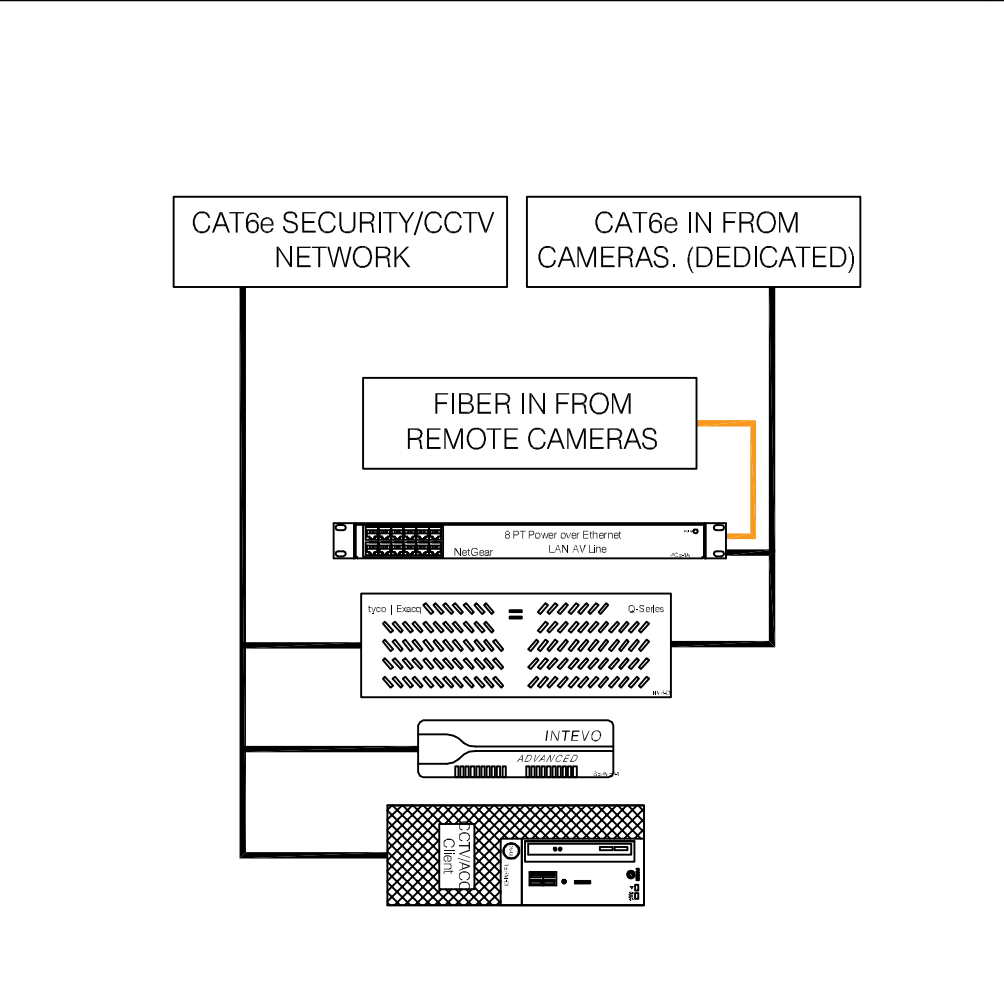 CAT6e SECURITY/CCTV
NETWORK
CAT6e IN FROM
CAMERAS. (DEDICATED)
FIBER IN FROM
REMOTE CAMERAS
8 PT Power over Ethernet
LAN AV Line
NetGear
tyco | Exacq
Q-Series
INTEVO
ADVANCED
CCTV/ACC
Client